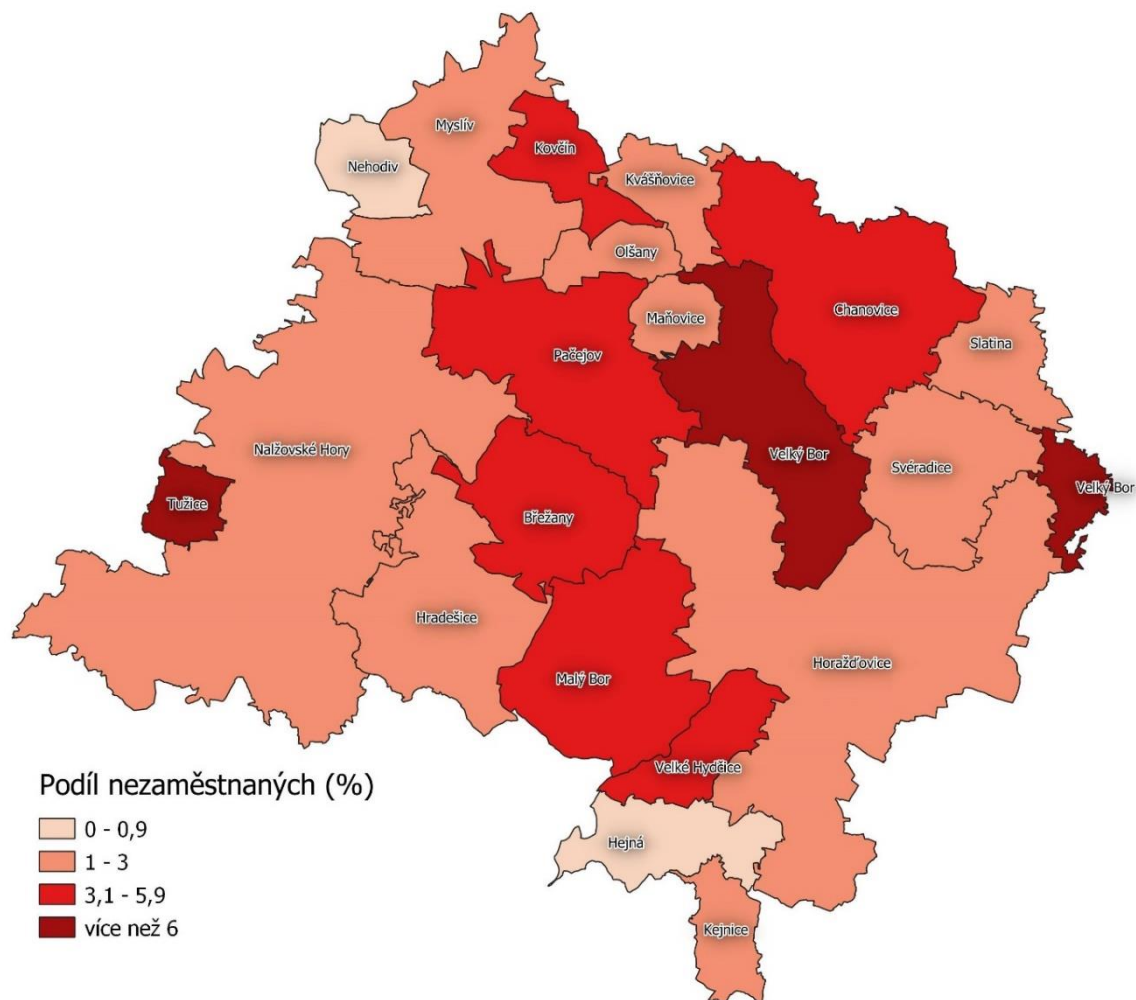 Myslív
Kovčín
Nehodiv
Kvášňovice
Olšany
Chanovice
Maňovice
Slatina
Pačejov
Nalžovské Hory
Velký Bor
Svéradice
Velký Bor
Tužice
Břežany
Hradešice
Horažďovice
Malý Bor
Velké Hydčice
Podíl nezaměstnaných (%)
0 - 0,9
1 - 3
3,1 - 5,9
více než 6
Hejná
Kejnice